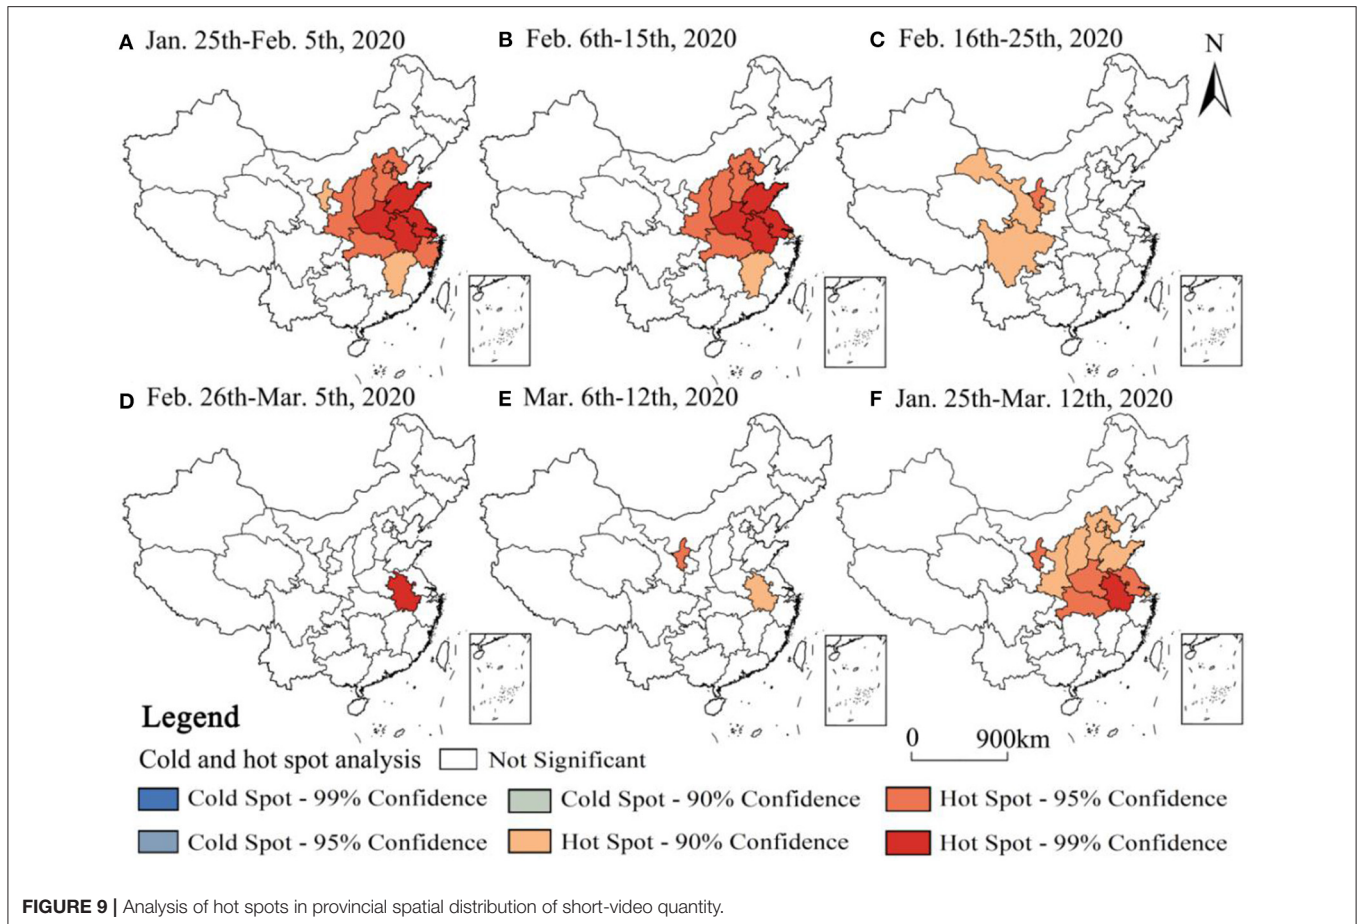 A Jan. 25th-Feb. 5th, 2020
B Feb. 6th-15th, 2020
C Feb. 16th-25th, 2020
N
D Feb. 26th-Mar. 5th, 2020
E Mar. 6th-12th, 2020
F Jan. 25th-Mar. 12th, 2020
Legend
0 900km
Cold and hot spot analysis Not Significant
Cold Spot - 99% Confidence Cold Spot - 90% Confidence Hot Spot - 95% Confidence
Cold Spot - 95% Confidence Hot Spot - 90% Confidence Hot Spot - 99% Confidence
FIGURE 9 | Analysis of hot spots in provincial spatial distribution of short-video quantity.